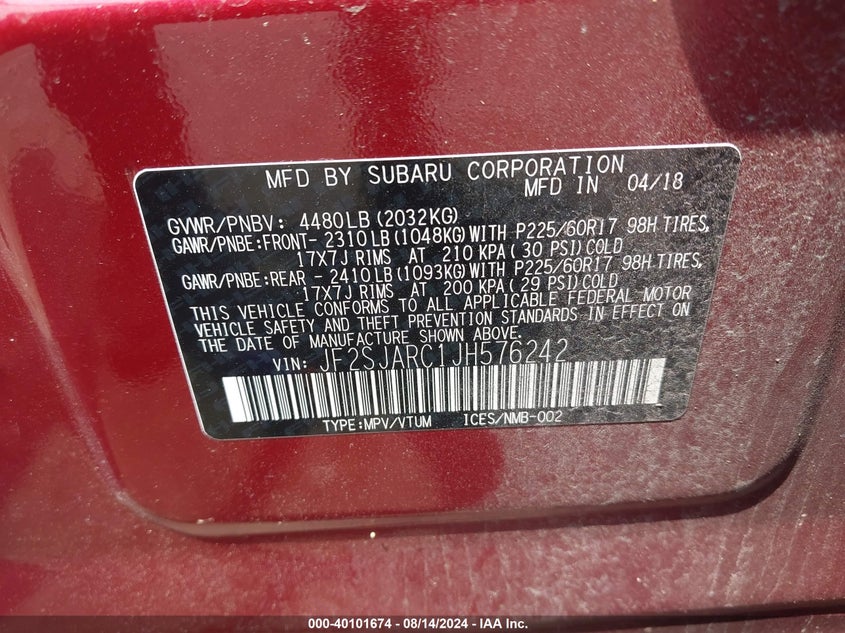 MFD BY SUBARU CORPORATION
MFD IN 04/18
GVWR/PNBV: 4480LB(2032KG)
GAWR/PNBE:FRONT- 2310LB(1048KG)WITH P225/60R17 98H TIRES,
17X7J RIMS AT 210 KPA(30 PSI)COLD
GAWR/PNBE:REAR - 2410LB(1093KG)WITH P225/60R17 98H TIRES,
17X7J RIMS AT 200 KPA(29 PSI)COLD
THIS VEHICLE CONFORMS TO ALL APPLICABLE FEDERAL MOTOR
VEHICLE SAFETY AND THEFT PREVENTION STANDARDS IN EFFECT ON
THE DATE OF MANUFACTURE SHOWN ABOVE.
VIN: JF2SJARC1JH576242
TYPE:MPV/VTUM ICES/NMB-002
000-40101674 - 08/14/2024 - IAA